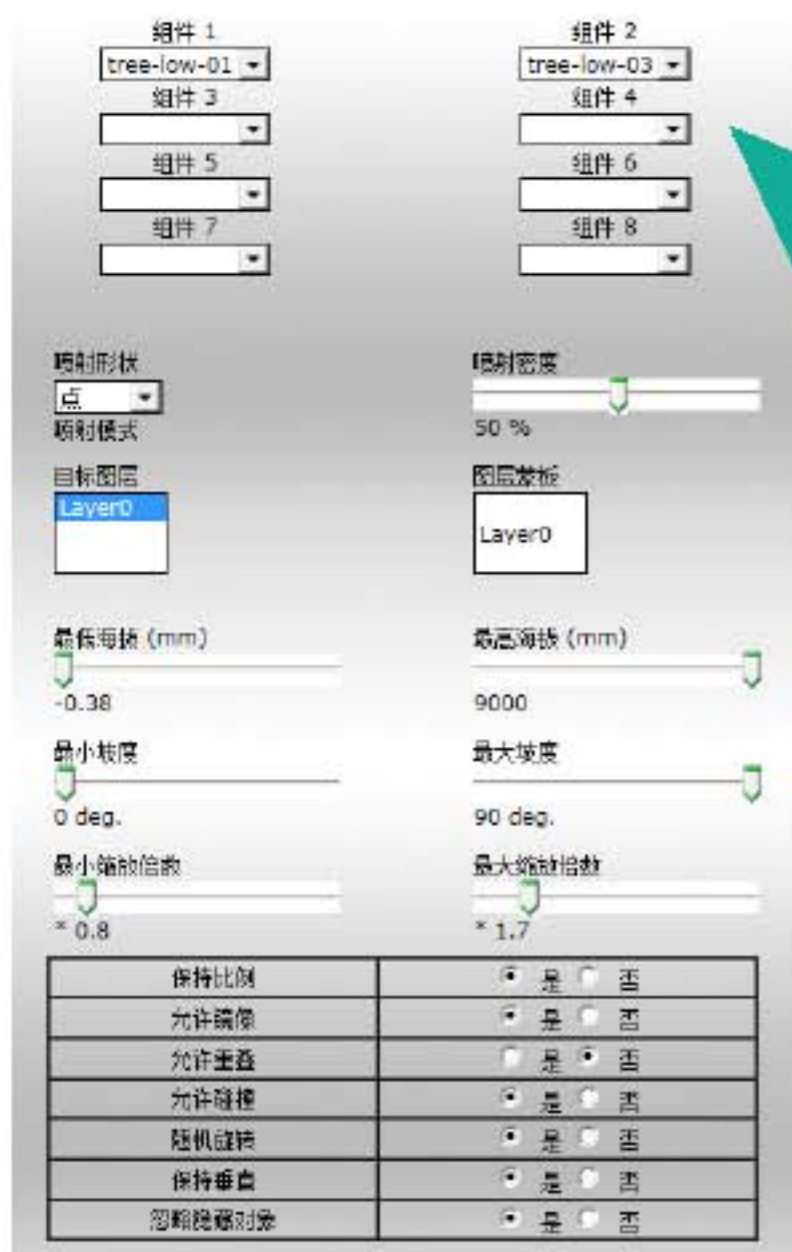 组件 1 组件 2
tree-low-01 tree-low-03
组件 3 组件 4
组件 5 组件 6
组件 7 组件 8
喷射形状 喷射密度
点
喷射模式 50 %
目标图层 图层蒙板
Layer0
Layer0
最低海拔 (mm) 最高海拔 (mm)
-0.38 9000
最小坡度 最大坡度
0 deg. 90 deg.
最小缩放倍数 最大缩放倍数
* 0.8 * 1.7
保持比例 是 否
允许镜像 是 否
允许重叠 是 否
允许碰撞 是 否
随机旋转 是 否
保持垂直 是 否
忽略隐藏对象 是 否